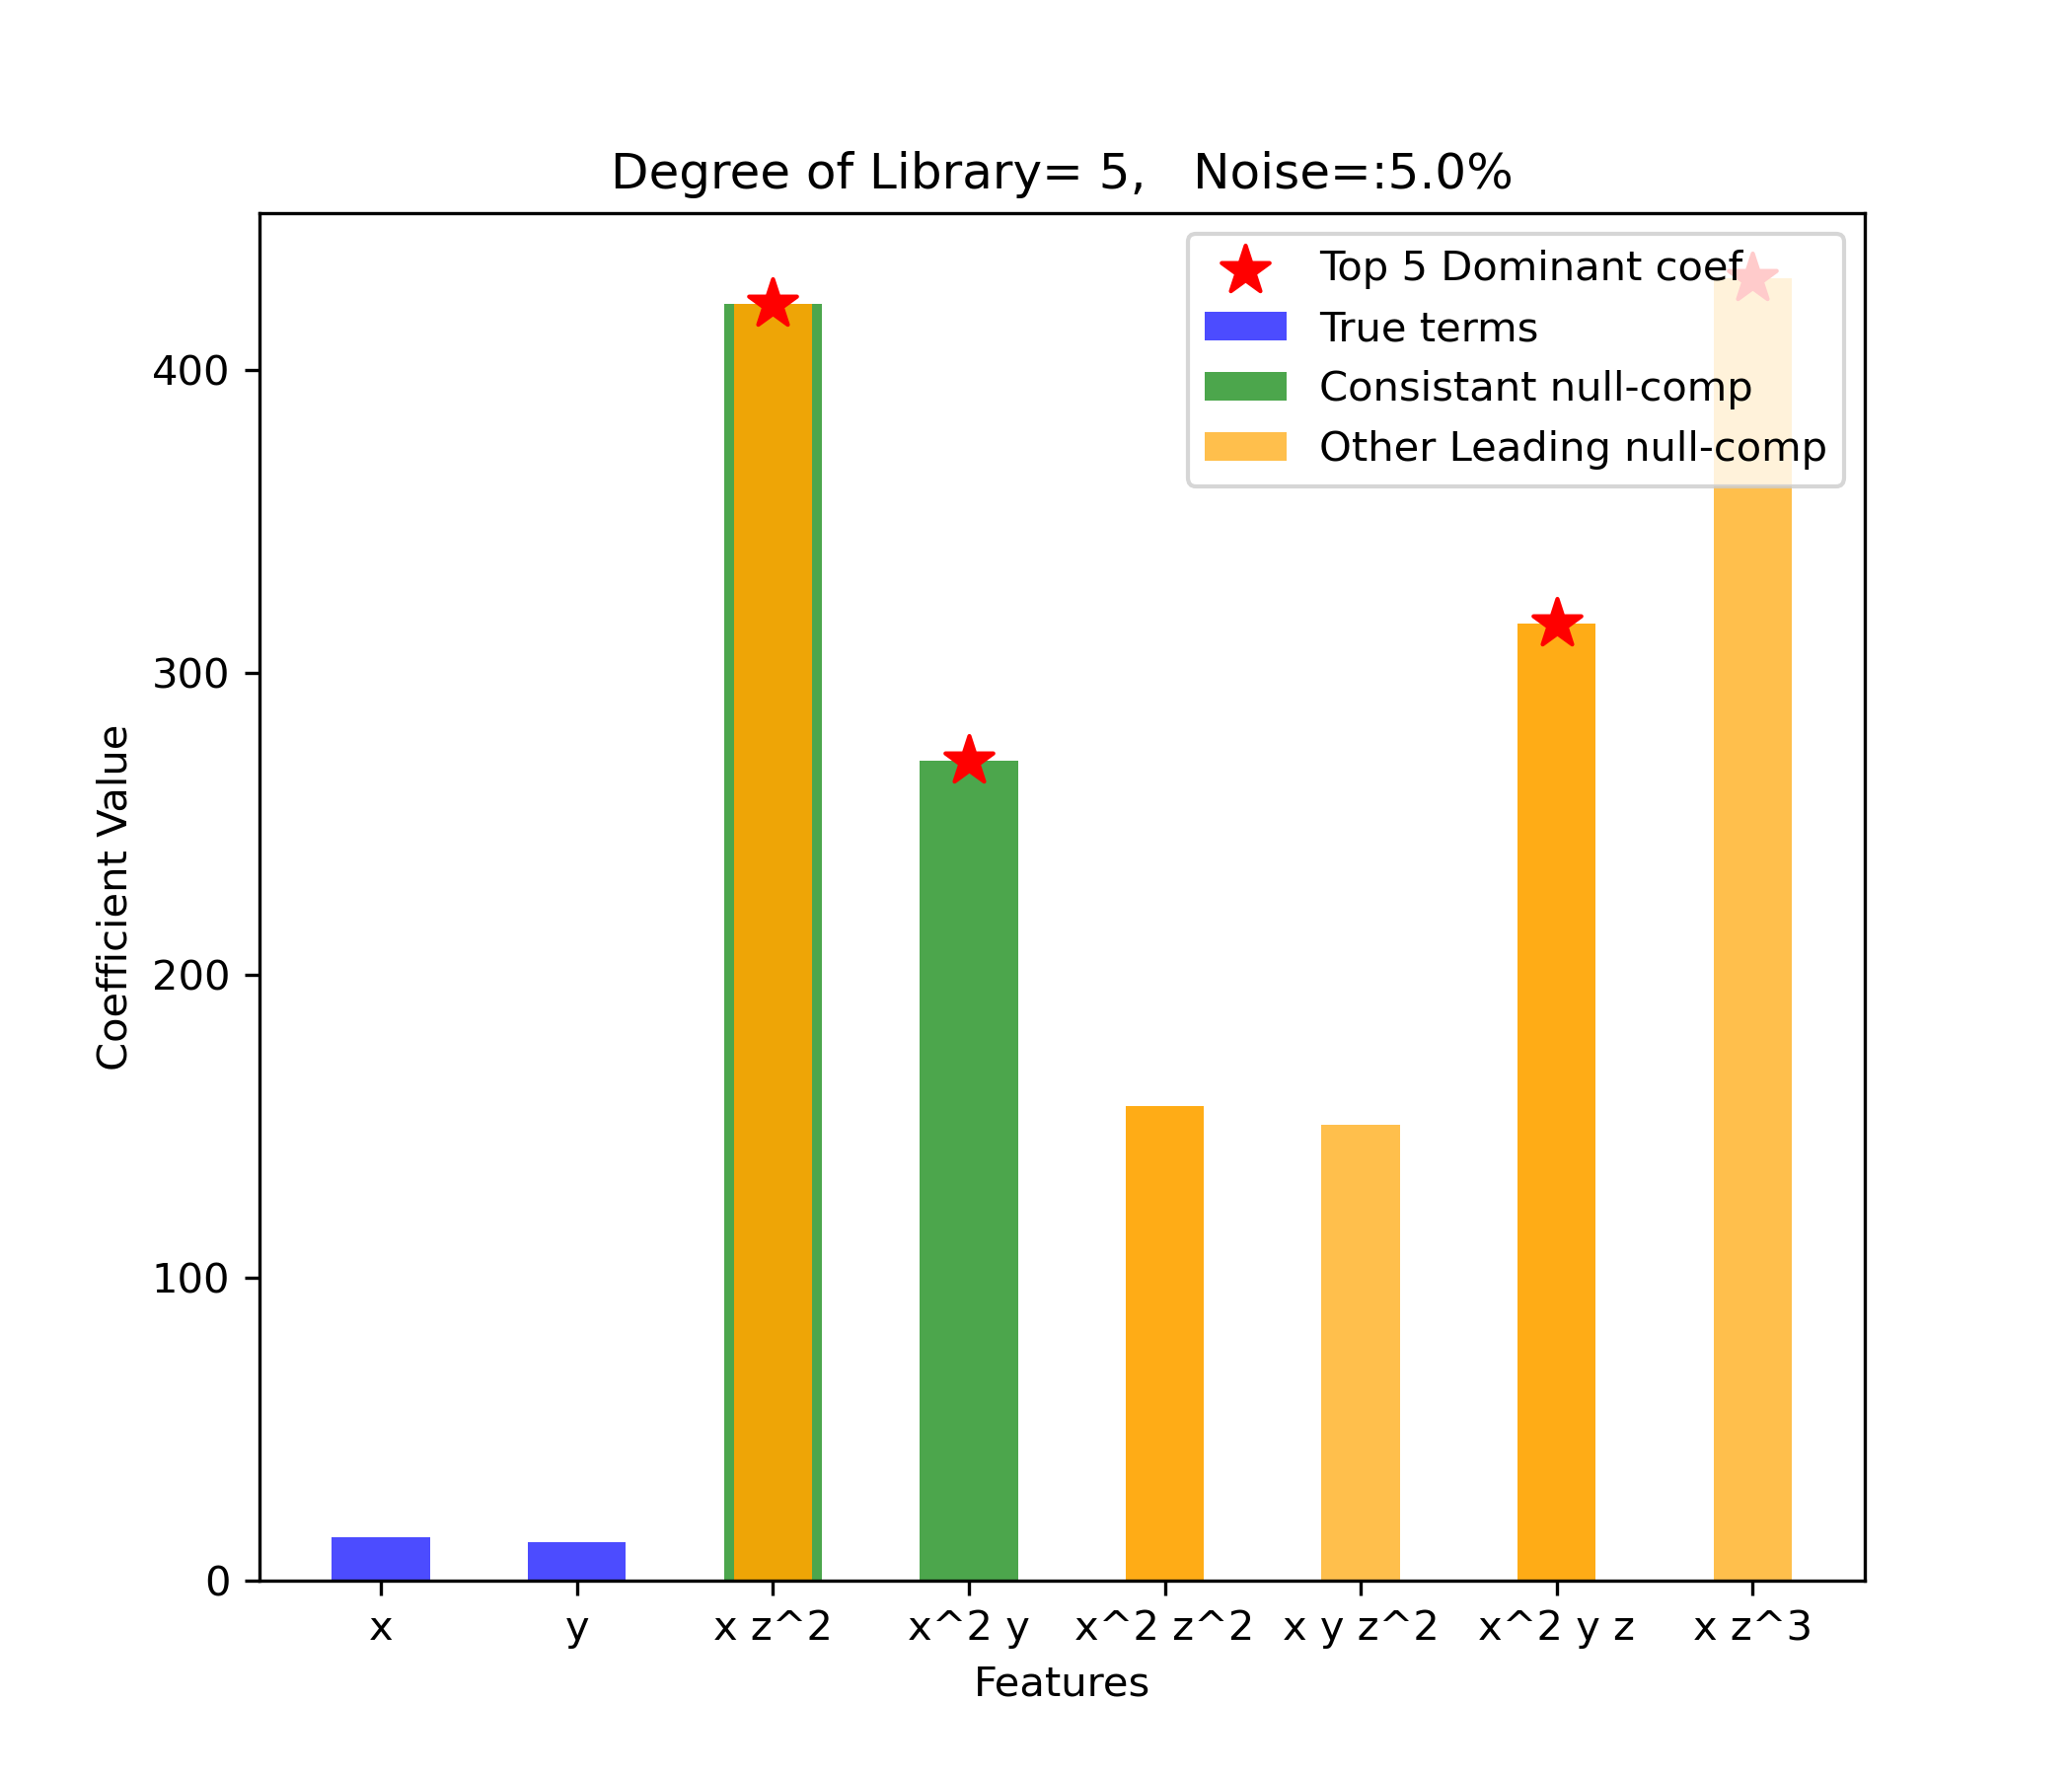 Degree of Library= 5,   Noise=:5.0%
Top 5 Dominant coef
True terms
Consistant null-comp
Other Leading null-comp
Coefficient Value
400
300
200
100
0
x y x z^2 x^2 y x^2 z^2 x y z^2 x^2 y z x z^3
Features